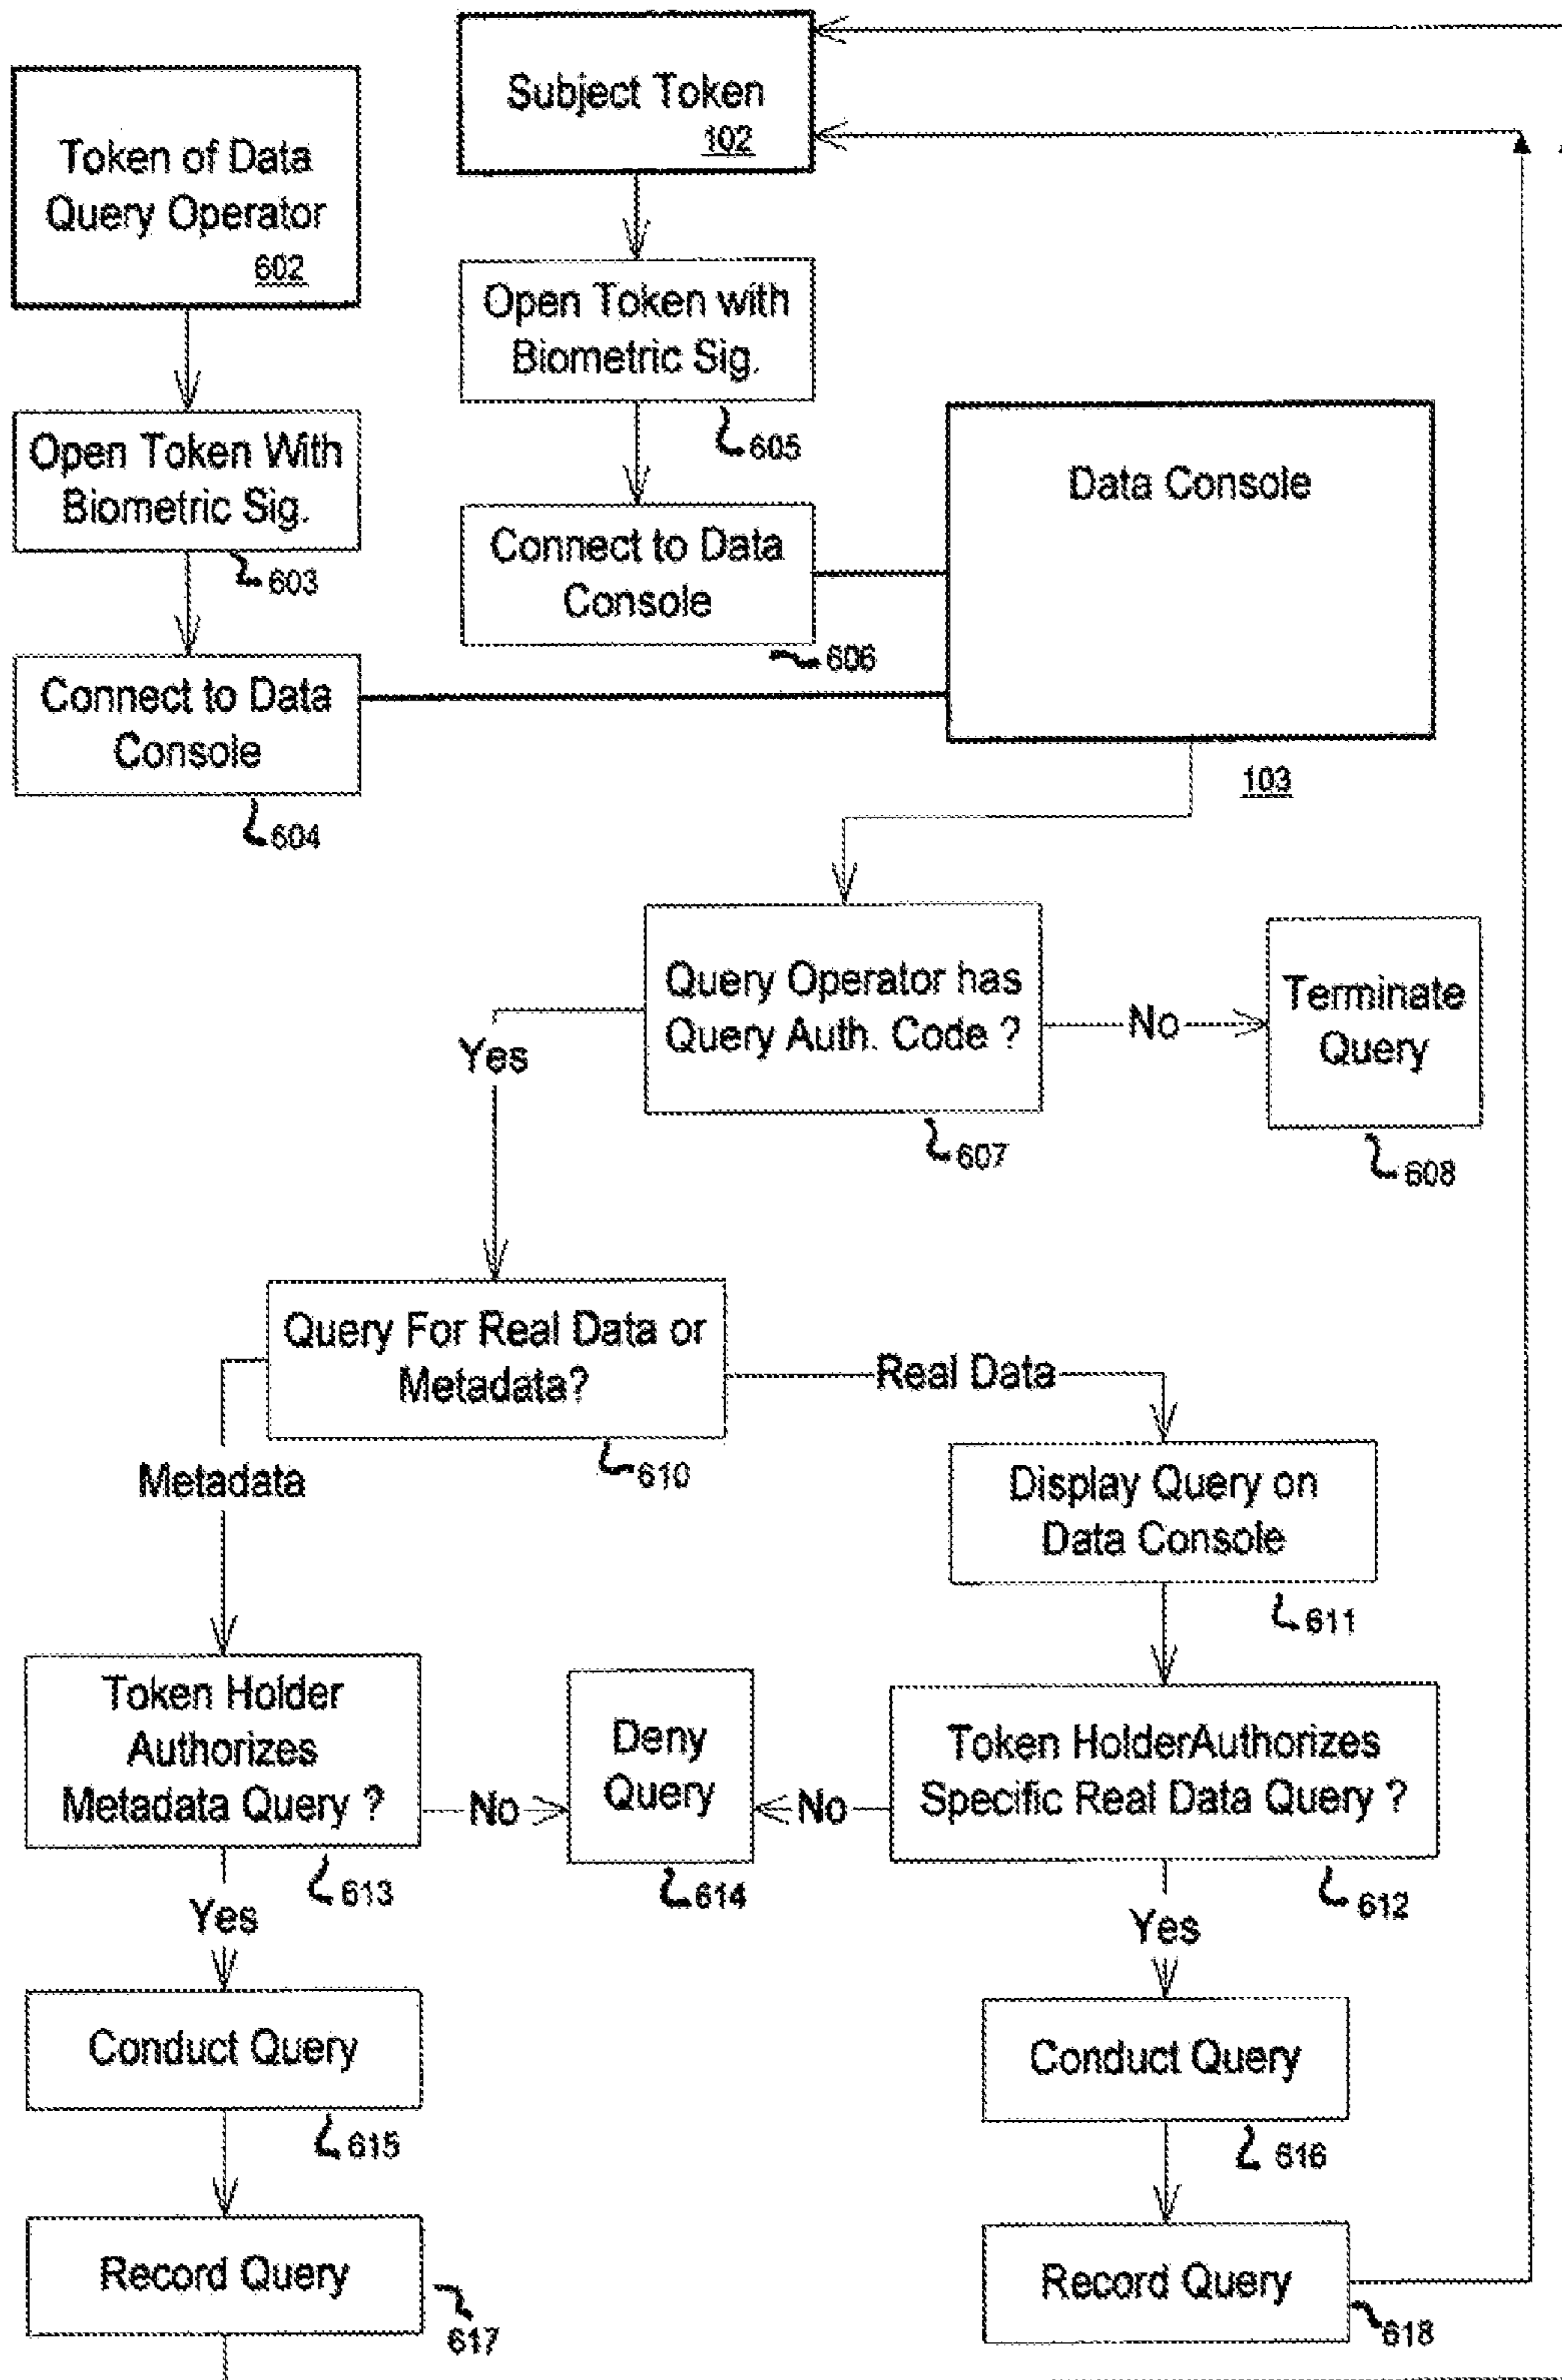 Subject Token
102
Token of Data
Query Operator
602
Open Token with
Biometric Sig.
605
Open Token With
Biometric Sig.
603
Data Console
103
Connect to Data
Console
606
Connect to Data
Console
604
Query Operator has
Query Auth. Code ?
607
No
Terminate
Query
608
Yes
Query For Real Data or
Metadata?
610
Real Data
Metadata
Display Query on
Data Console
611
Token Holder
Authorizes
Metadata Query ?
613
No
Deny
Query
614
No
Token HolderAuthorizes
Specific Real Data Query ?
612
Yes
Yes
Conduct Query
615
Conduct Query
616
Record Query
617
Record Query
618